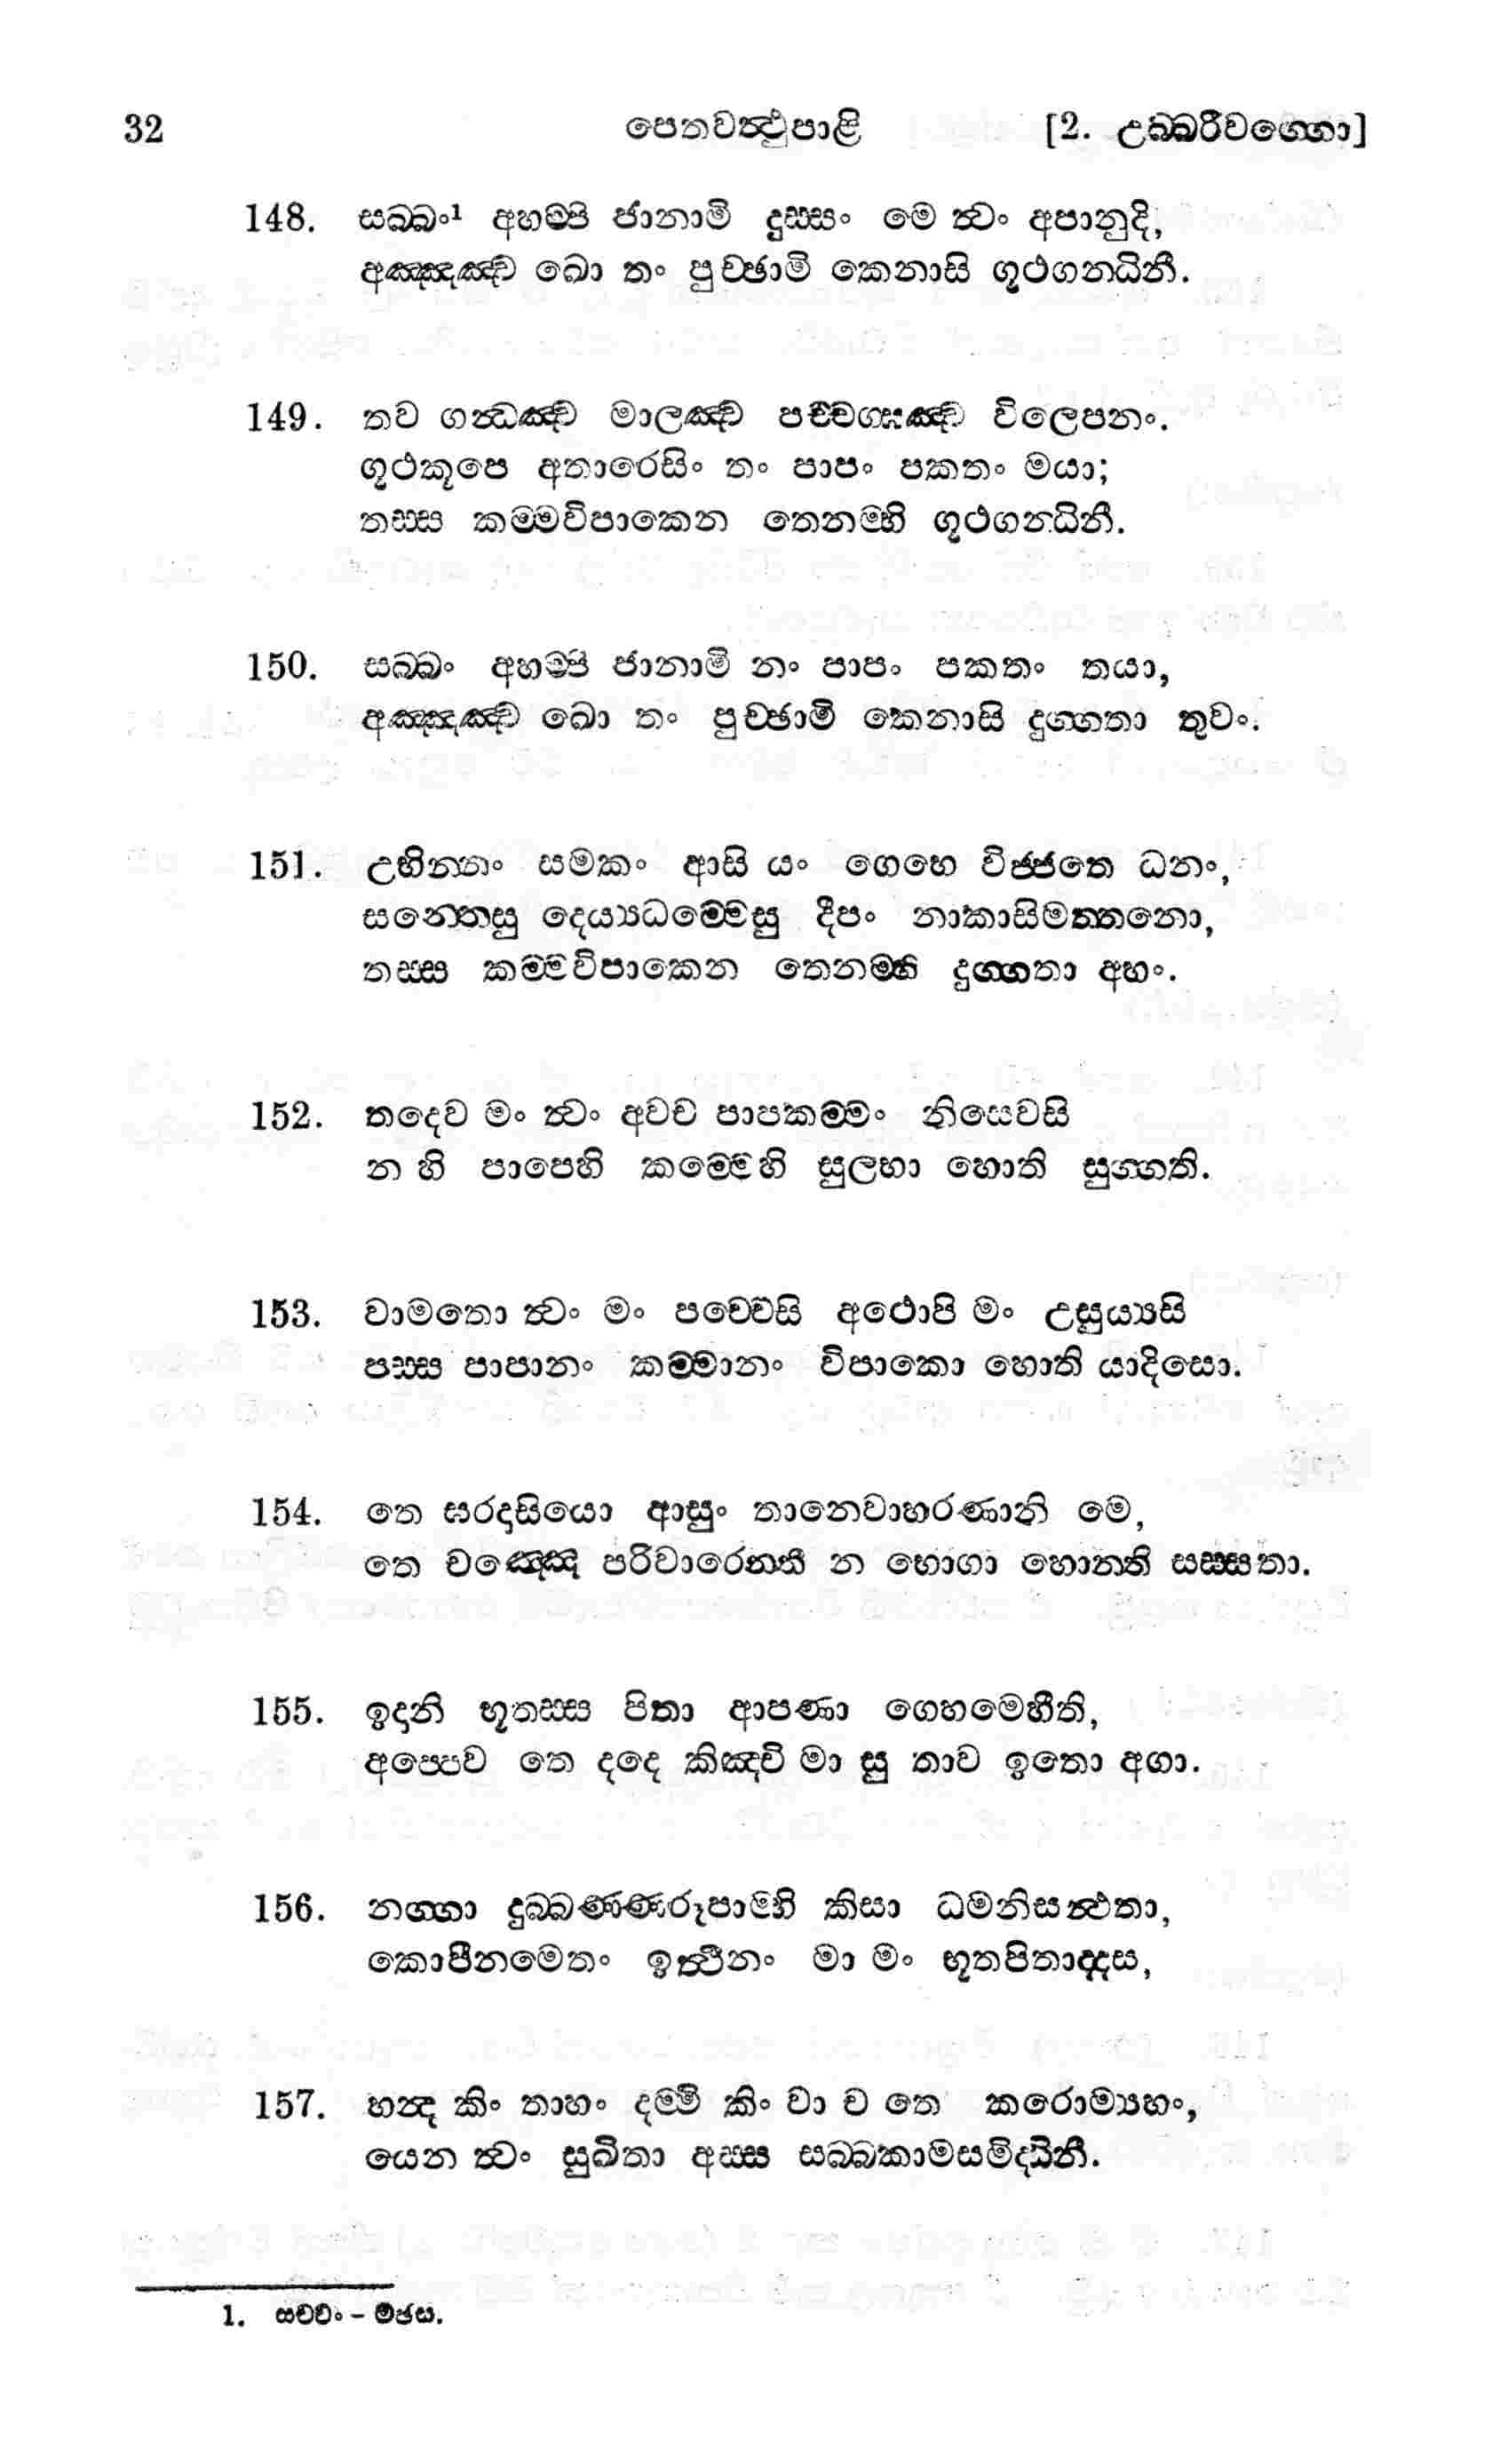 32 පෙතවත්‍ථුපාළි [2. උබ්බරීවග්ගො]
148. සබ්බං¹ අහම්පි ජානාමි දුස්සං මෙ ත්‍වං අපානුදි,
අඤ්ඤඤ්ච ඛො තං පුච්ඡාමි කෙනාසි ගූථගන්‍ධිනී.
149. තව ගන්‍ධඤ්ච මාලඤ්ච පච්චග්ඝඤ්ච විලෙපනං.
ගූථකූපෙ අතාරෙසිං තං පාපං පකතං මයා;
තස්ස කම්මවිපාකෙන තෙනම්හි ගූථගන්‍ධිනී.
150. සබ්බං අහම්පි ජානාමි තං පාපං පකතං තයා,
අඤ්ඤඤ්ච ඛො තං පුච්ඡාමි කෙනාසි දුග්ගතා තුවං.
151. උභින්නං සමකං ආසි යං ගෙහෙ විජ්ජතෙ ධනං,
සන්තෙසු දෙය්‍යධම්මෙසු දීපං නාකාසිමත්තනො,
තස්ස කම්මවිපාකෙන තෙනම්හි දුග්ගතා අහං.
152. තදෙව මං ත්‍වං අවච පාපකම්මං නිසෙවසි
න හි පාපෙහි කම්මෙහි සුලභා හොති සුග්ගති.
153. වාමතො ත්‍වං මං පච්චෙසි අථොපි මං උසුය්‍යසි
පස්ස පාපානං කම්මානං විපාකො හොති යාදිසො.
154. තෙ ඝරදාසියො ආසුං තානෙවාභරණානි මෙ,
තෙ චඤ්ඤෙ පරිවාරෙන්ති න භොගා හොන්ති සස්සතා.
155. ඉදානි භූතස්ස පිතා ආපණා ගෙහමෙහීති,
අප්පෙව තෙ දදෙ කිඤ්චි මා සු තාව ඉතො අගා.
156. නග්ගා දුබ්බණ්ණරූපාම්හි කිසා ධමනිසන්‍ථතා,
කොපීනමෙතං ඉත්‍ථීනං මා මං භූතපිතාද්දස,
157. හන්‍ද කිං තාහං දම්මි කිං වා ච තෙ කරොම්‍යහං,
යෙන ත්‍වං සුඛිතා අස්ස සබ්බකාමසමිද්ධිනී.
1. සච්චං - මජස.